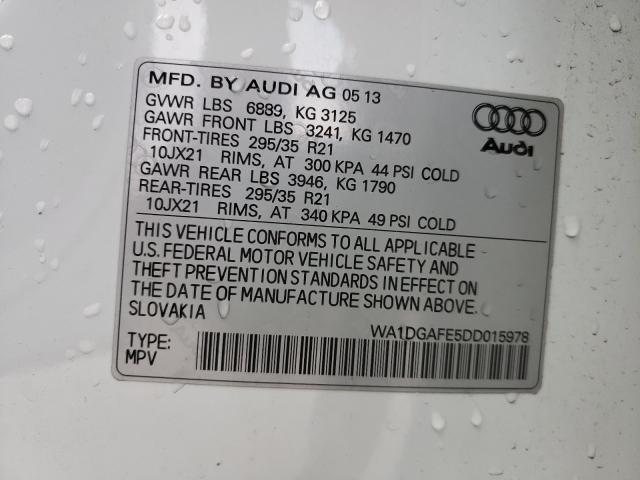 MFD. BY AUDI AG 05 13
GVWR LBS 6889, KG 3125
GAWR FRONT LBS 3241, KG 1470
FRONT-TIRES 295/35 R21
10JX21 RIMS, AT 300 KPA 44 PSI COLD
GAWR REAR LBS 3946, KG 1790
REAR-TIRES 295/35 R21
10JX21 RIMS, AT 340 KPA 49 PSI COLD
Audi
THIS VEHICLE CONFORMS TO ALL APPLICABLE
U.S. FEDERAL MOTOR VEHICLE SAFETY AND
THEFT PREVENTION STANDARDS IN EFFECT ON
THE DATE OF MANUFACTURE SHOWN ABOVE.
SLOVAKIA
WA1DGAFE5DD015978
TYPE:
MPV